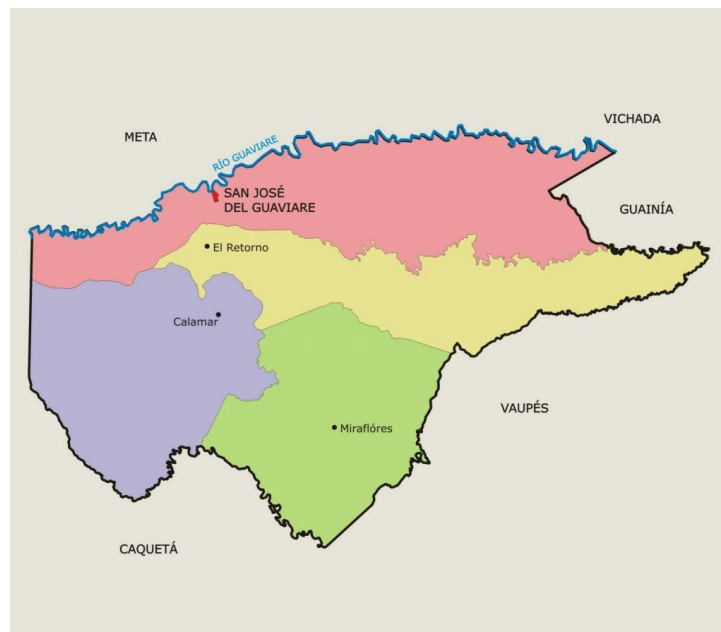 VICHADA
META
RÍO GUAVIARE
SAN JOSÉ
DEL GUAVIARE
GUAINÍA
El Retorno
Calamar
VAUPÉS
Miraflóres
CAQUETÁ